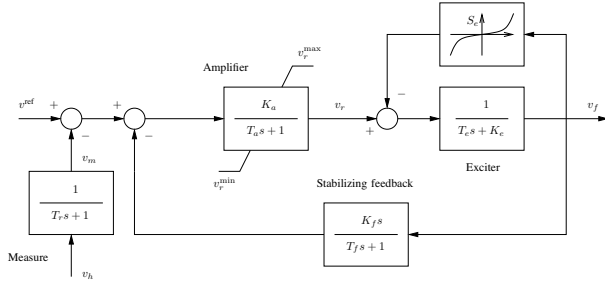 S_e
v_r^max
Amplifier
v^ref
+
−
+
−
K_a
T_a s + 1
v_r
−
+
1
T_e s + K_e
v_f
v_m
v_r^min
Exciter
Stabilizing feedback
1
T_r s + 1
K_f s
T_f s + 1
Measure
v_h